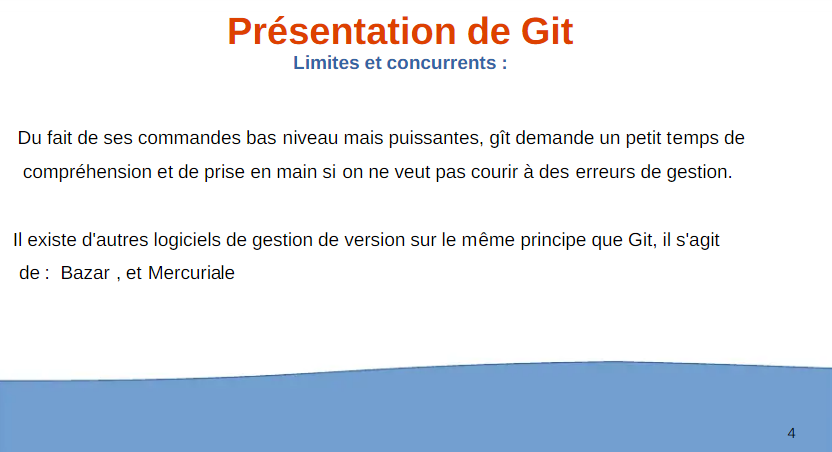 Présentation de Git
Limites et concurrents :
Du fait de ses commandes bas niveau mais puissantes, gît demande un petit temps de
compréhension et de prise en main si on ne veut pas courir à des erreurs de gestion.
Il existe d'autres logiciels de gestion de version sur le même principe que Git, il s'agit
de : Bazar , et Mercuriale
4